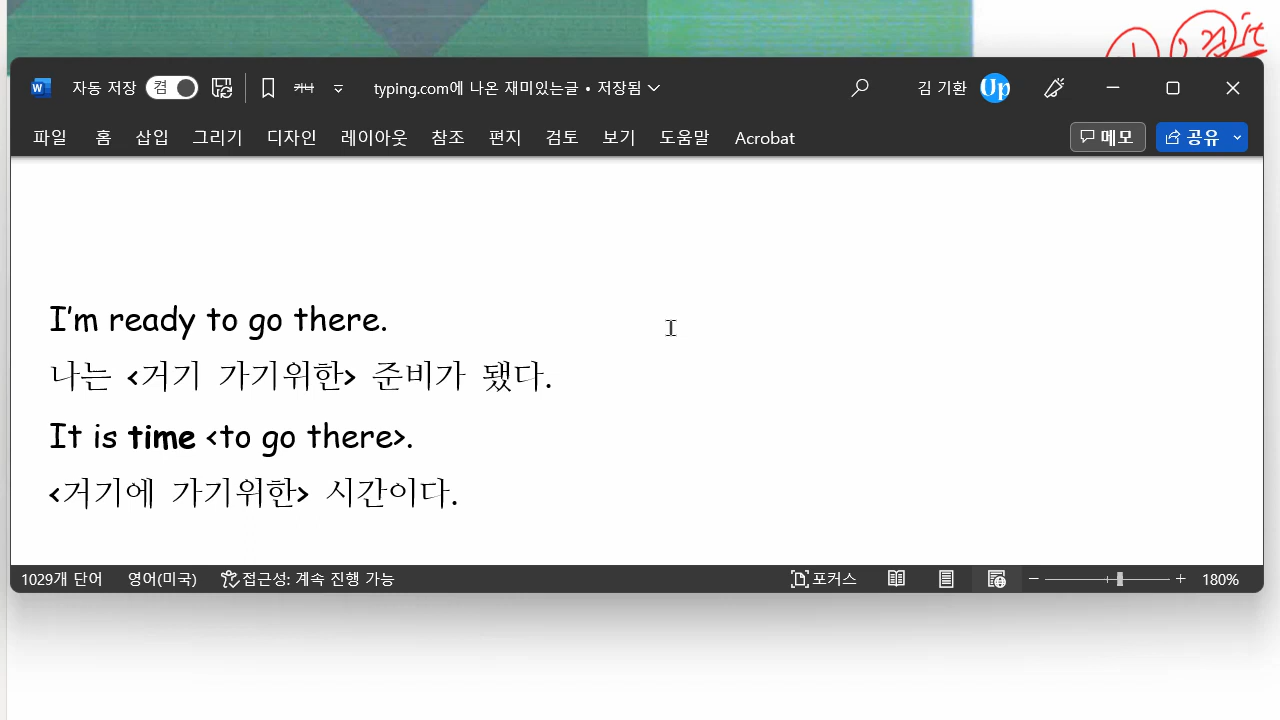 자동 저장 켬 가나 typing.com에 나온 재미있는글 • 저장됨 김 기환 Up
파일 홈 삽입 그리기 디자인 레이아웃 참조 편지 검토 보기 도움말 Acrobat 메모 공유
I'm ready to go there.
나는 <거기 가기위한> 준비가 됐다.
It is time <to go there>.
<거기에 가기위한> 시간이다.
1029개 단어 영어(미국) 접근성: 계속 진행 가능 포커스 180%